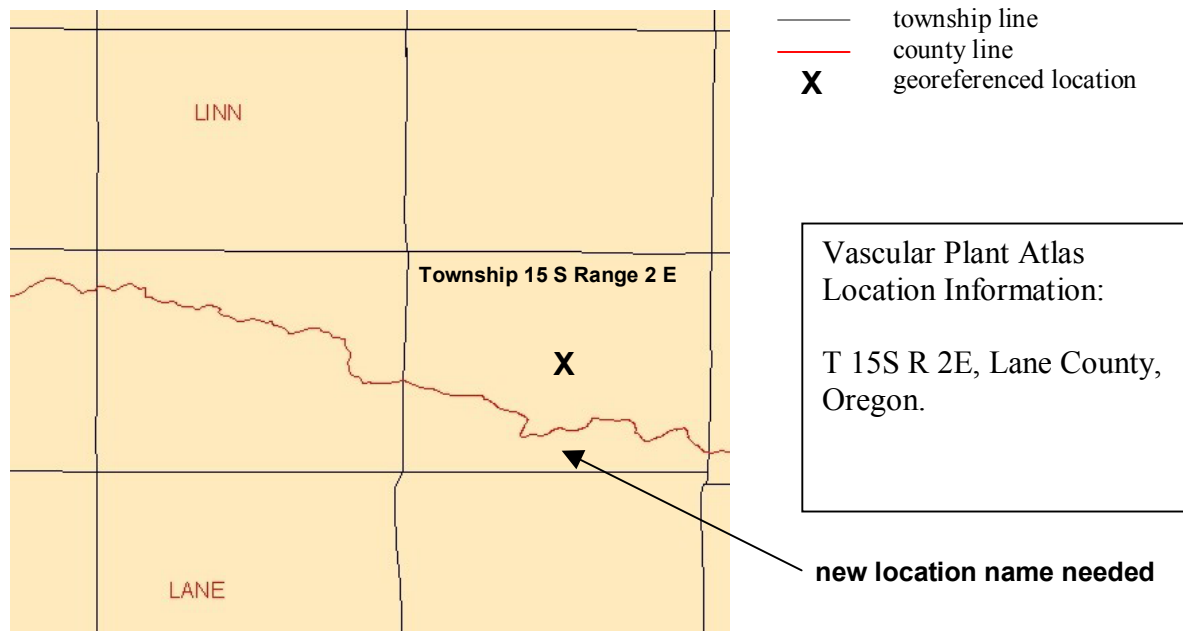 township line
county line
X georeferenced location
LINN
Township 15 S Range 2 E
X
Vascular Plant Atlas
Location Information:
T 15S R 2E, Lane County,
Oregon.
new location name needed
LANE